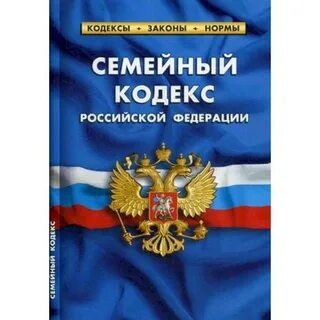 КОДЕКСЫ + ЗАКОНЫ + НОРМЫ
СЕМЕЙНЫЙ
КОДЕКС
РОССИЙСКОЙ ФЕДЕРАЦИИ
СЕМЕЙНЫЙ КОДЕКС